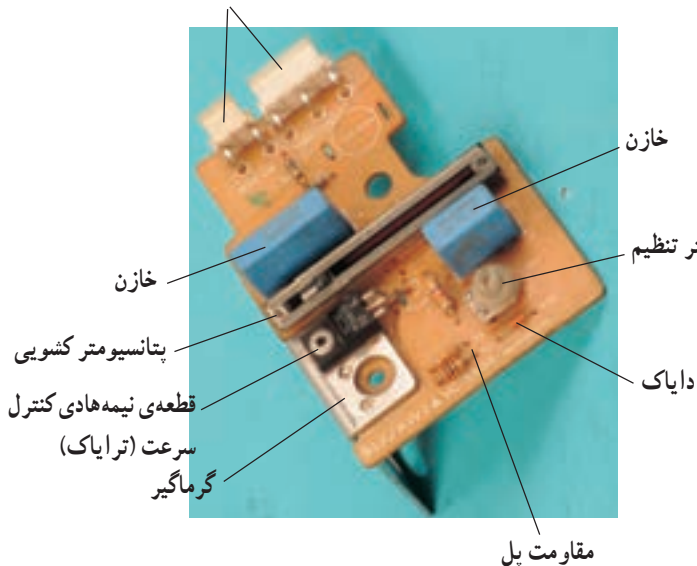 خازن
تنظیم
خازن
پتانسیومتر کشویی
دایاک
قطعه‌ی نیمه‌هادی کنترل
سرعت (ترایاک)
گرماگیر
مقاومت پل